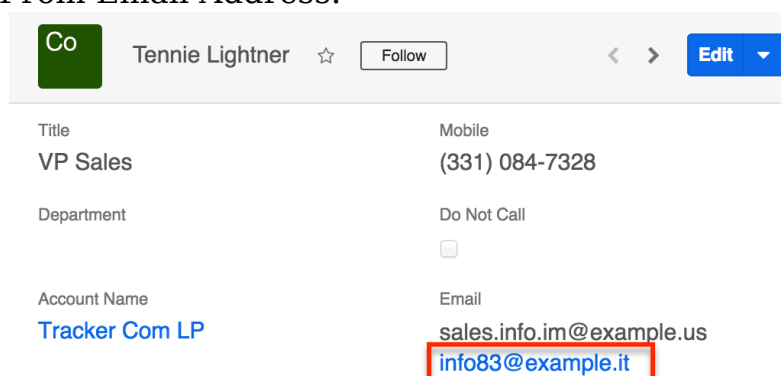 From Email Address.
Co
Tennie Lightner
Follow
Edit
Title
Mobile
VP Sales
(331) 084-7328
Department
Do Not Call
Account Name
Email
Tracker Com LP
sales.info.im@example.us
info83@example.it